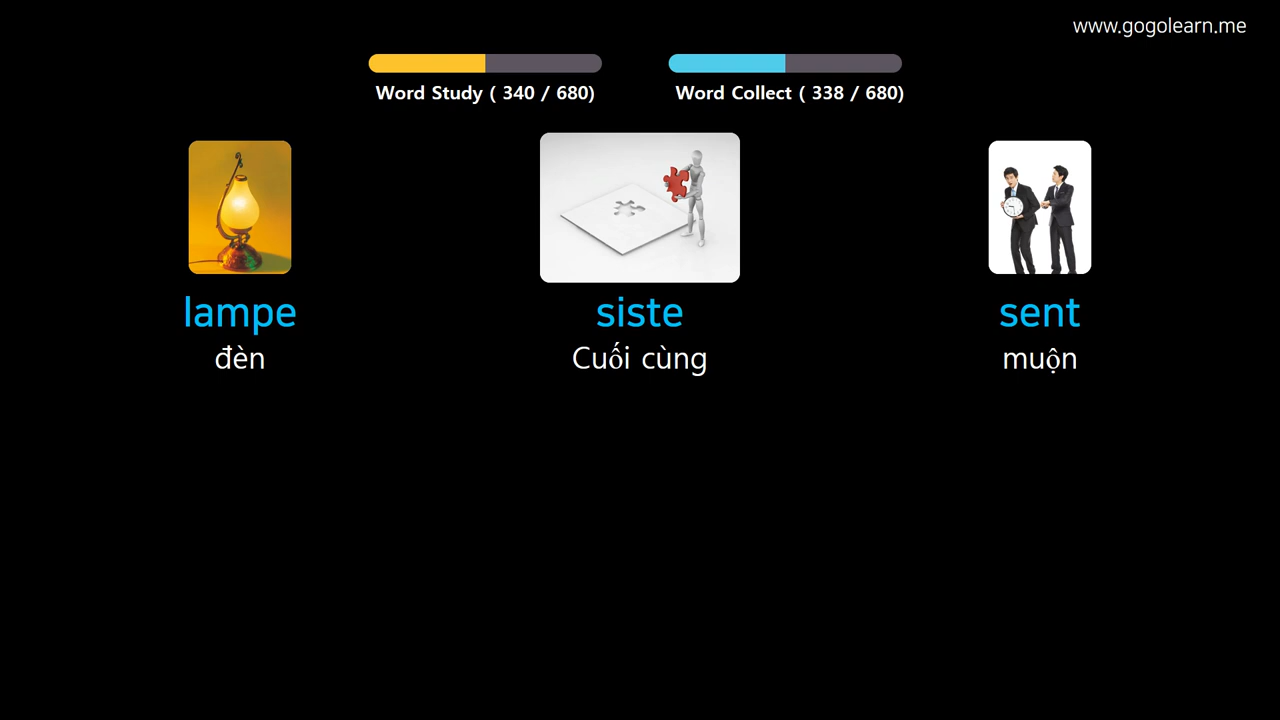 www.gogolearn.me
Word Study ( 340 / 680)
Word Collect ( 338 / 680)
lampe
siste
sent
đèn
Cuối cùng
muộn